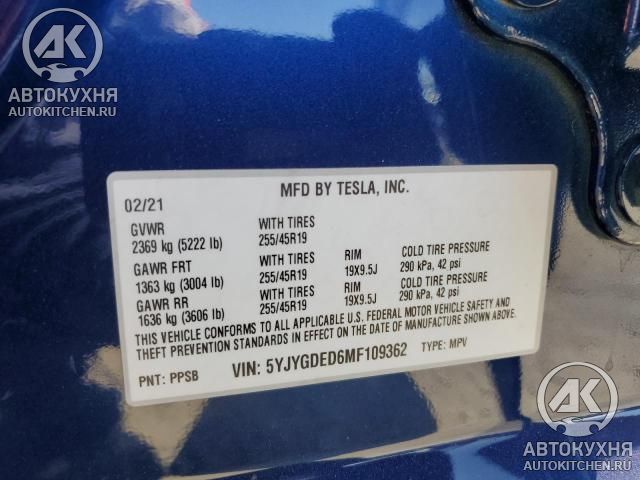 АК
АВТОКУХНЯ
AUTOKITCHEN.RU
MFD BY TESLA, INC.
02/21
GVWR WITH TIRES
2369 kg (5222 lb) 255/45R19
GAWR FRT WITH TIRES RIM COLD TIRE PRESSURE
1363 kg (3004 lb) 255/45R19 19X9.5J 290 kPa, 42 psi
GAWR RR WITH TIRES RIM COLD TIRE PRESSURE
1636 kg (3606 lb) 255/45R19 19X9.5J 290 kPa, 42 psi
THIS VEHICLE CONFORMS TO ALL APPLICABLE U.S. FEDERAL MOTOR VEHICLE SAFETY AND
THEFT PREVENTION STANDARDS IN EFFECT ON THE DATE OF MANUFACTURE SHOWN ABOVE.
PNT: PPSB VIN: 5YJYGDED6MF109362 TYPE: MPV
АК
АВТОКУХНЯ
AUTOKITCHEN.RU